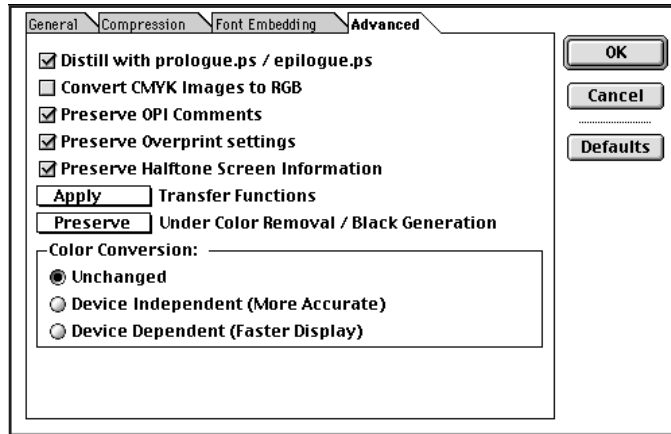 General Compression Font Embedding Advanced
Distill with prologue.ps / epilogue.ps
Convert CMYK Images to RGB
Preserve OPI Comments
Preserve Overprint settings
Preserve Halftone Screen Information
Apply Transfer Functions
Preserve Under Color Removal / Black Generation
Color Conversion:
Unchanged
Device Independent (More Accurate)
Device Dependent (Faster Display)
OK
Cancel
Defaults